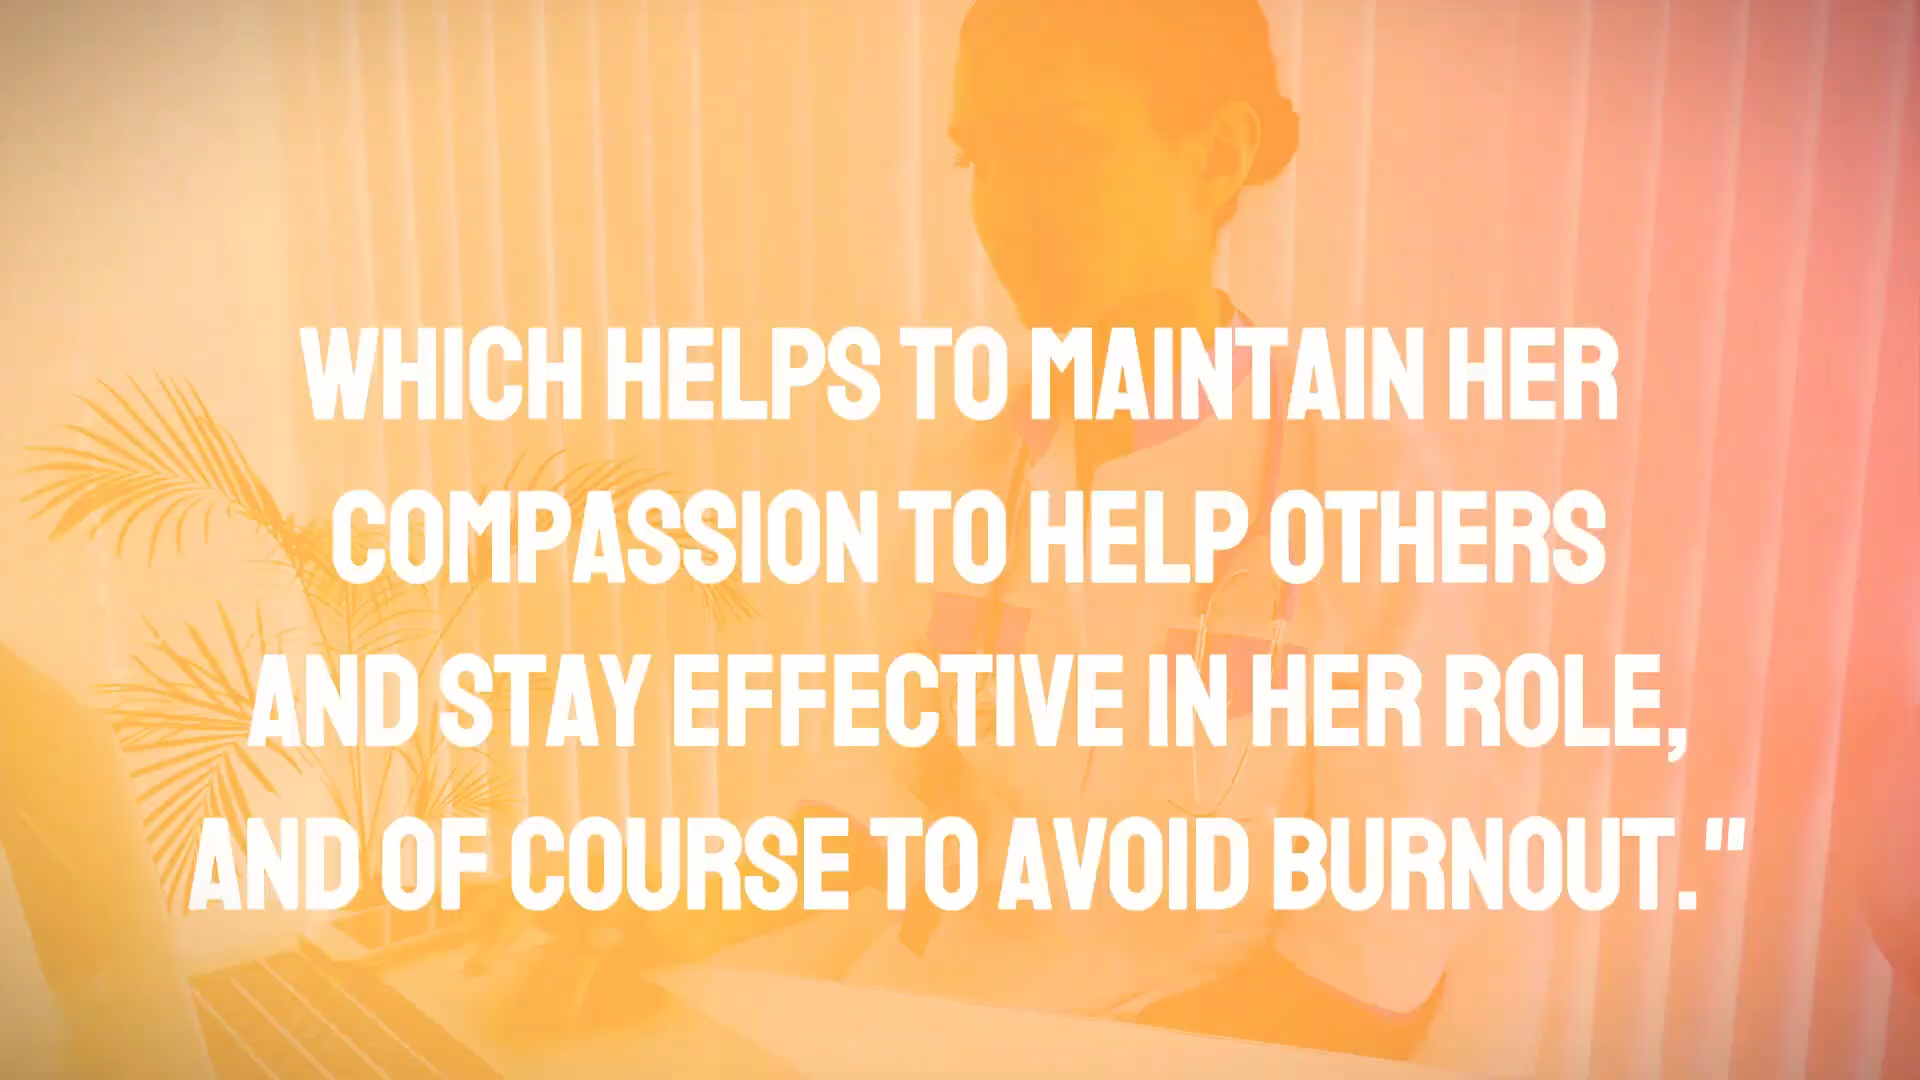 WHICH HELPS TO MAINTAIN HER
COMPASSION TO HELP OTHERS
AND STAY EFFECTIVE IN HER ROLE,
AND OF COURSE TO AVOID BURNOUT."